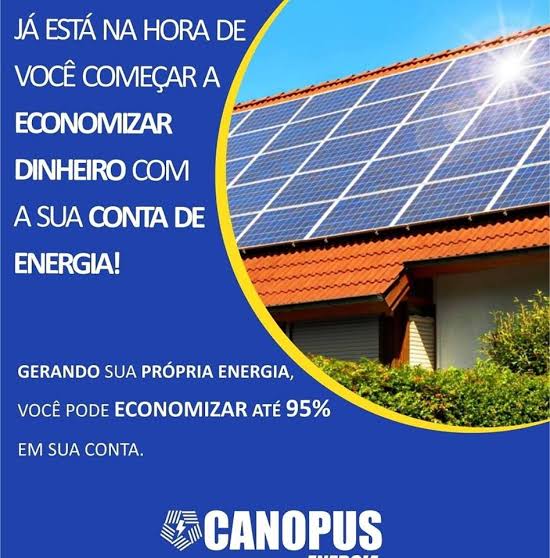 JÁ ESTÁ NA HORA DE
VOCÊ COMEÇAR A
ECONOMIZAR
DINHEIRO COM
A SUA CONTA DE
ENERGIA!
GERANDO SUA PRÓPRIA ENERGIA,
VOCÊ PODE ECONOMIZAR ATÉ 95%
EM SUA CONTA.
CANOPUS